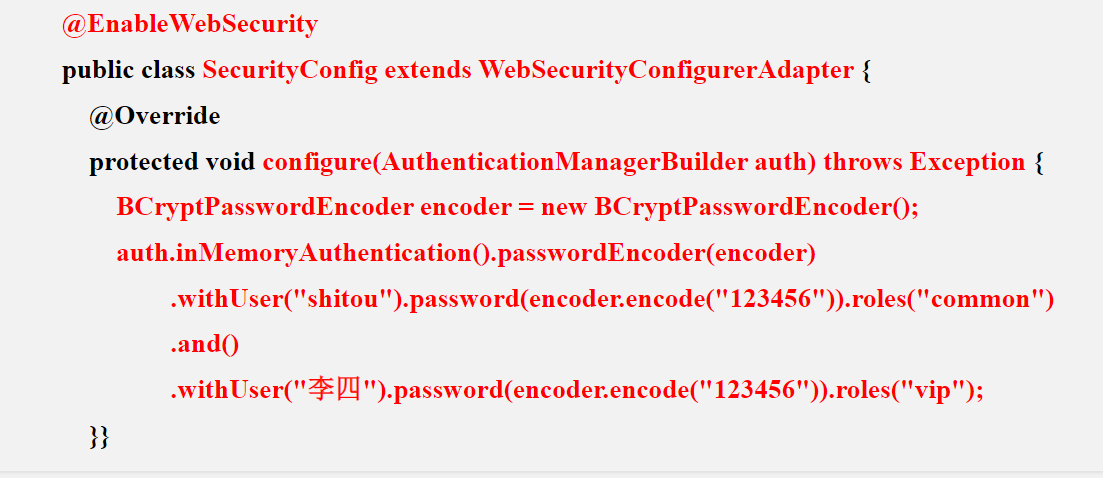 @EnableWebSecurity
public class SecurityConfig extends WebSecurityConfigurerAdapter {
@Override
protected void configure(AuthenticationManagerBuilder auth) throws Exception {
BCryptPasswordEncoder encoder = new BCryptPasswordEncoder();
auth.inMemoryAuthentication().passwordEncoder(encoder)
.withUser("shitou").password(encoder.encode("123456")).roles("common")
.and()
.withUser("李四").password(encoder.encode("123456")).roles("vip");
}}